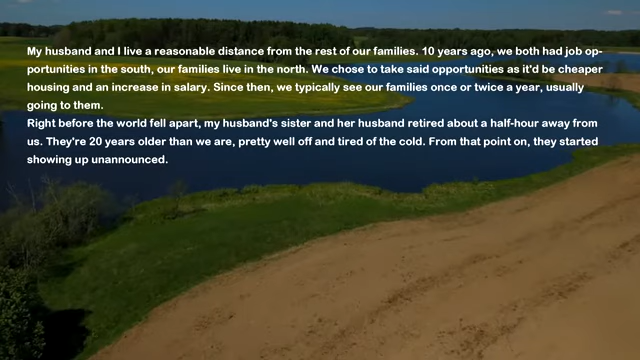 My husband and I live a reasonable distance from the rest of our families. 10 years ago, we both had job op-
portunities in the south, our families live in the north. We chose to take said opportunities as it'd be cheaper
housing and an increase in salary. Since then, we typically see our families once or twice a year, usually
going to them.
Right before the world fell apart, my husband's sister and her husband retired about a half-hour away from
us. They're 20 years older than we are, pretty well off and tired of the cold. From that point on, they started
showing up unannounced.